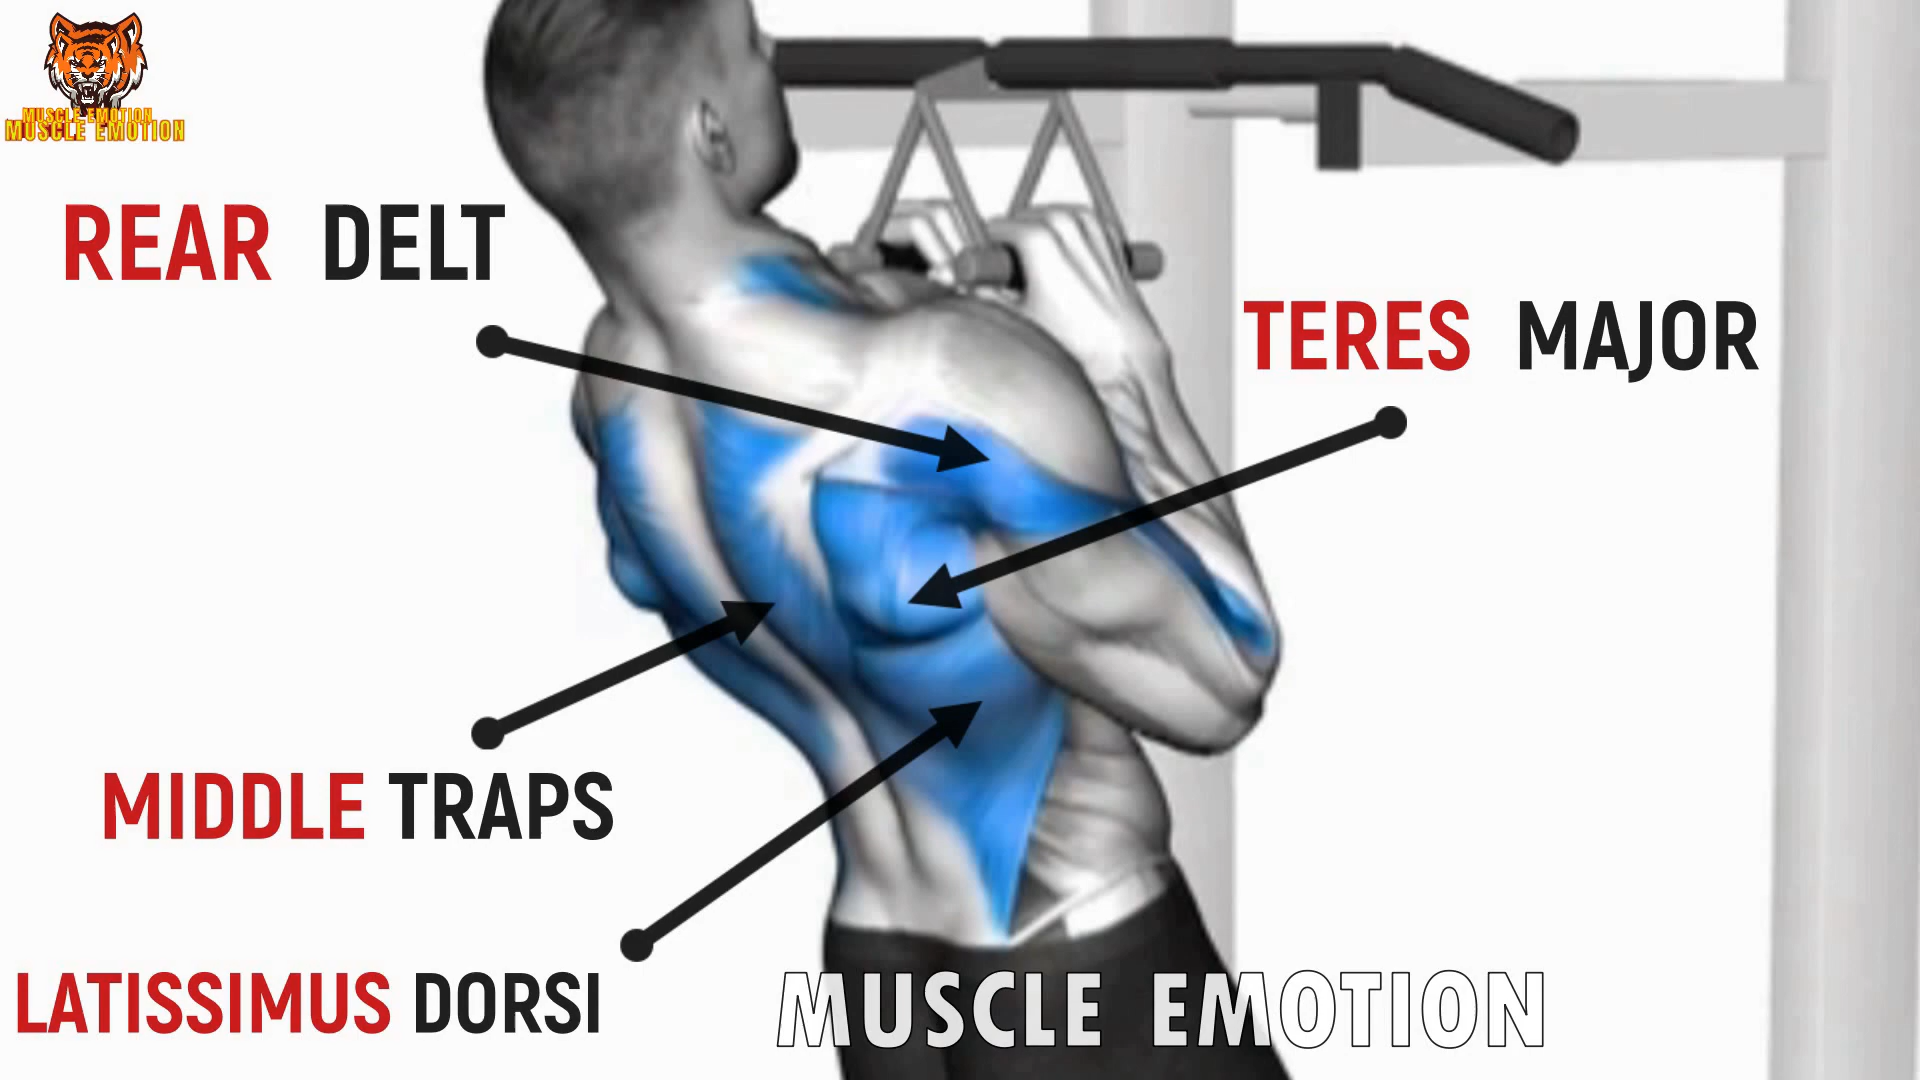 MUSCLE EMOTION
MUSCLE EMOTION
REAR DELT
TERES MAJOR
MIDDLE TRAPS
LATISSIMUS DORSI
MUSCLE EMOTION